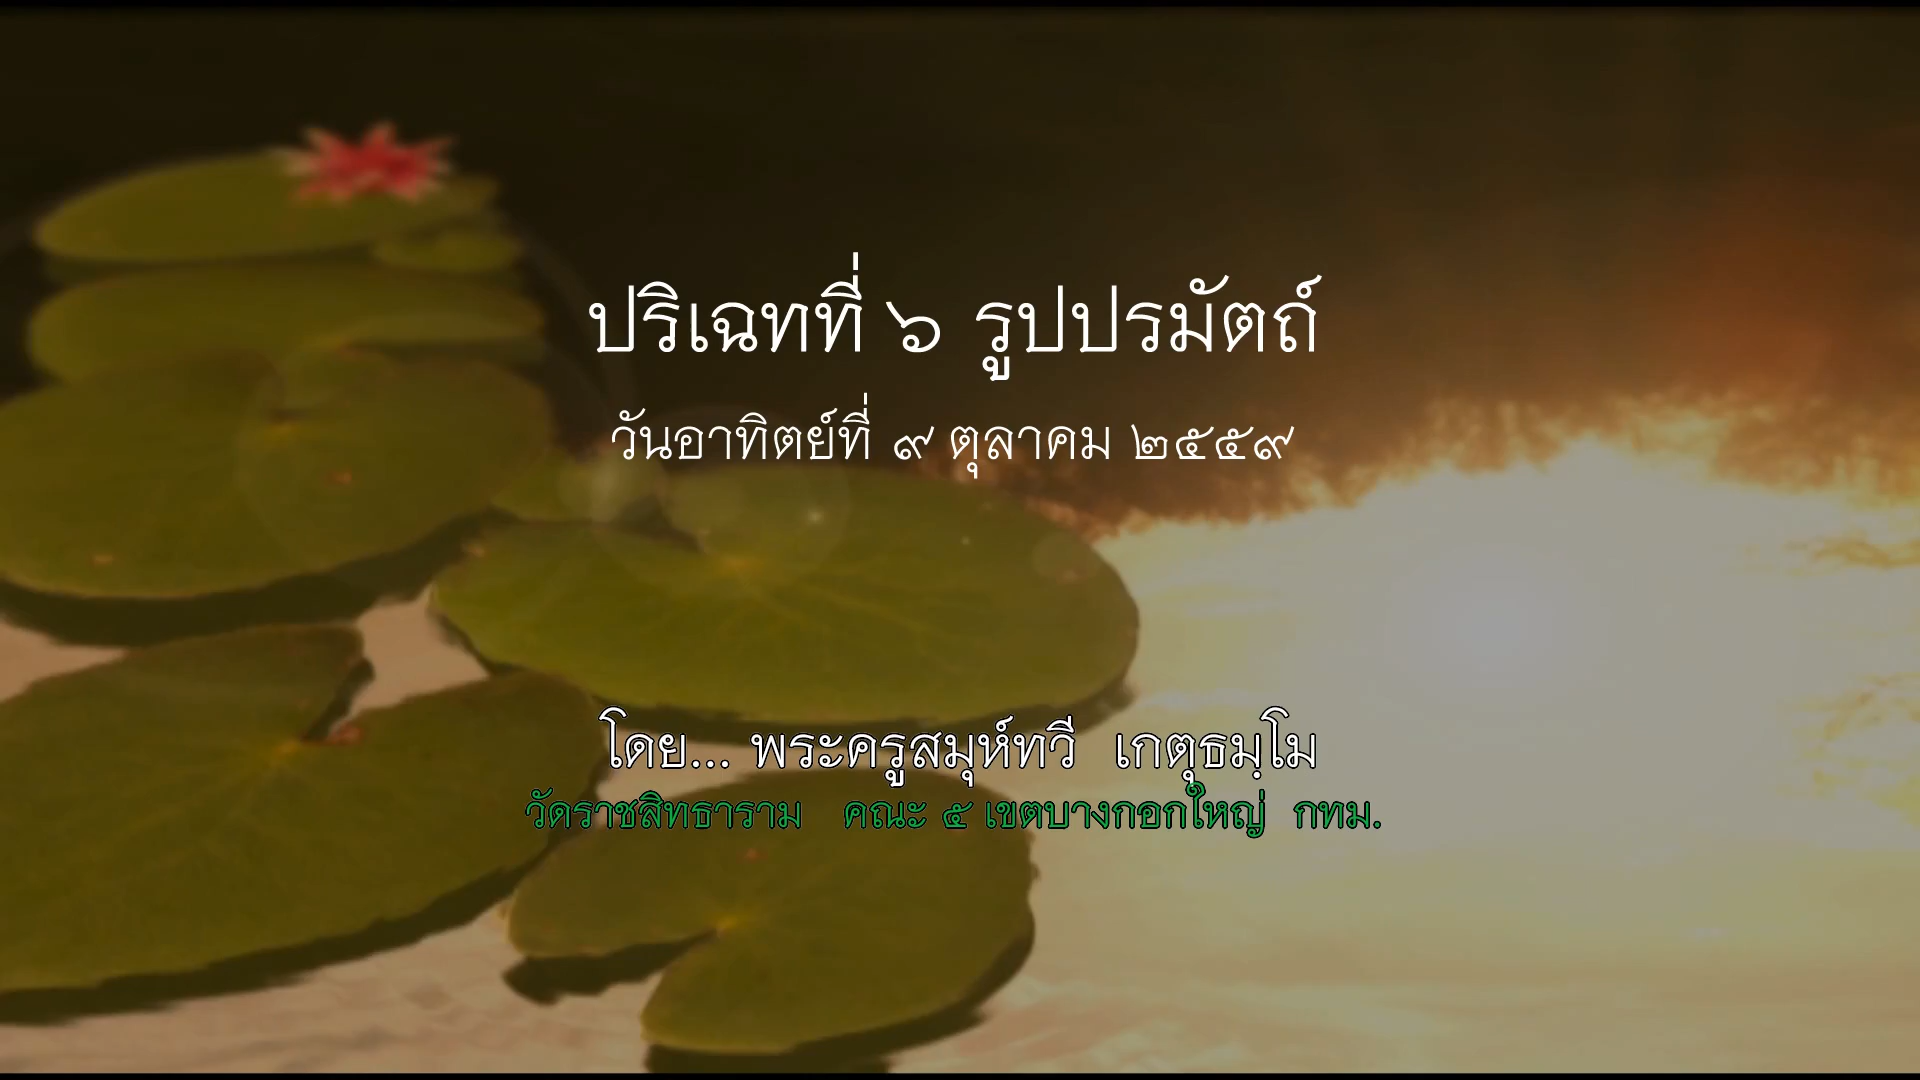 ปริเฉทที่ ๖ รูปปรมัตถ์
วันอาทิตย์ที่ ๙ ตุลาคม ๒๕๕๙
โดย... พระครูสมุห์ทวี เกตุธมฺโม
วัดราชสิทธาราม คณะ ๕ เขตบางกอกใหญ่ กทม.